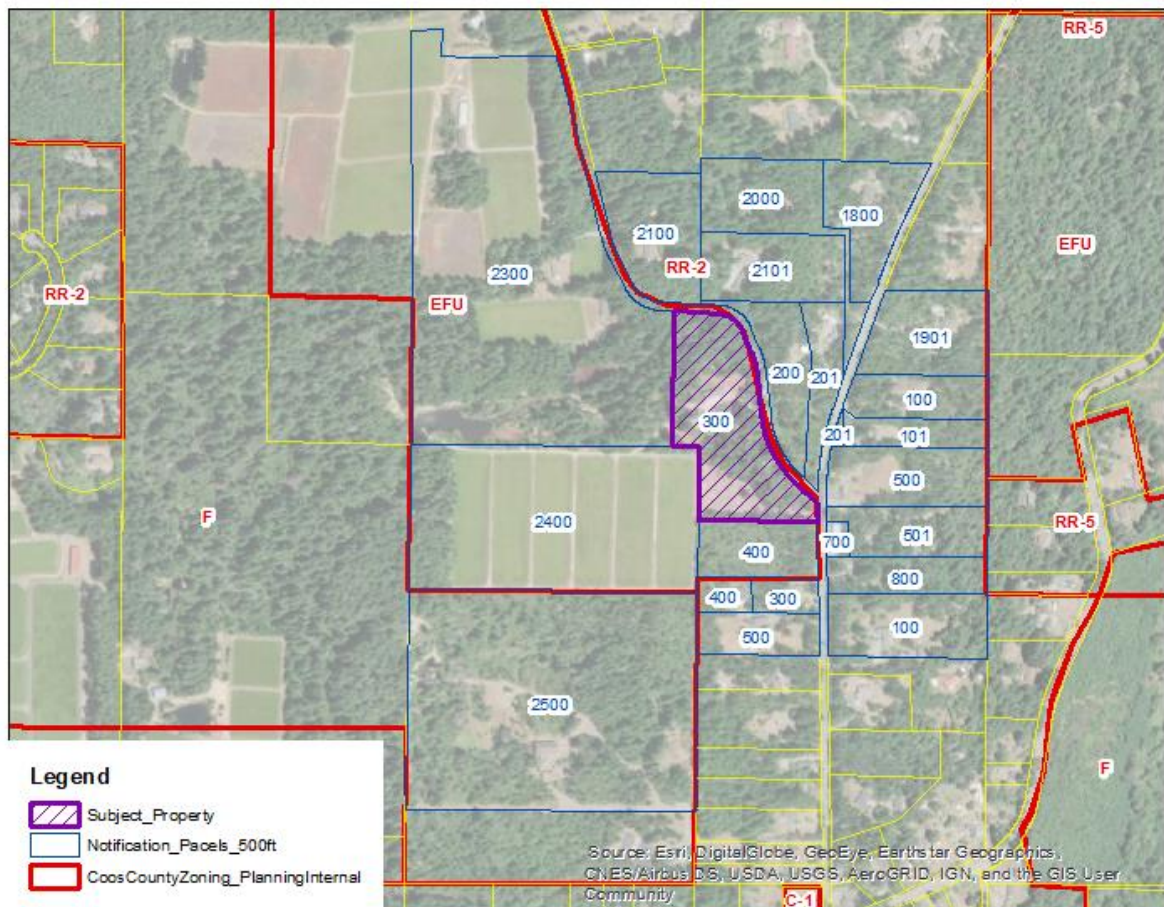 RR-5
2000
1800
2100
RR-2
2101
EFU
2300
RR-2
EFU
1901
200
201
100
300
201
101
500
F
2400
700
501
RR-5
400
800
400
300
100
500
2500
F
Legend
Subject_Property
Notification_Pacels_500ft
CoosCountyZoning_PlanningInternal
Source: Esri, DigitalGlobe, GeoEye, Earthstar Geographics,
CNES/Airbus DS, USDA, USGS, AeroGRID, IGN, and the GIS User
Community
C-1